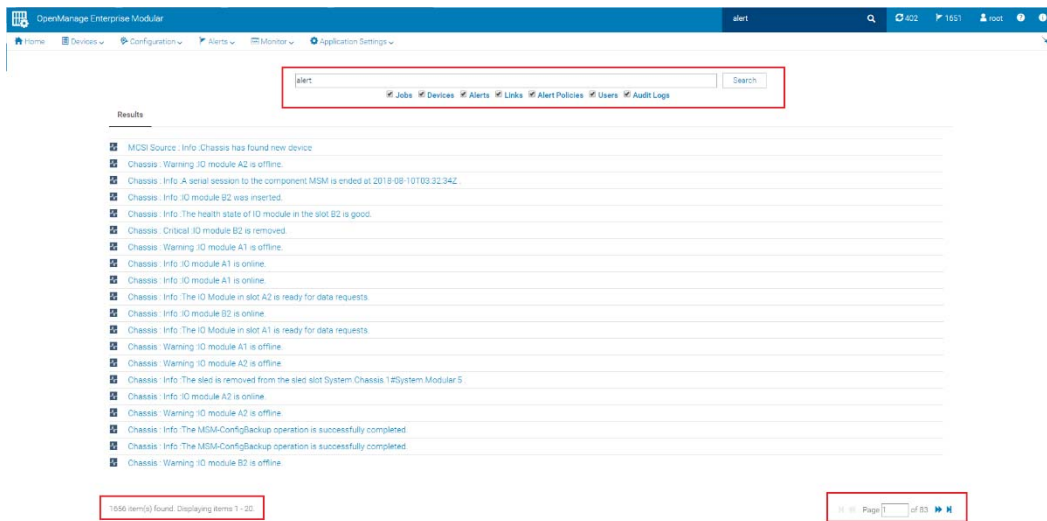 OpenManage Enterprise Modular alert 402 1651 root
Home Devices Configuration Alerts Monitor Application Settings
alert Search
Jobs Devices Alerts Links Alert Policies Users Audit Logs
Results
MCSI Source : Info :Chassis has found new device
Chassis : Warning :IO module A2 is offline.
Chassis : Info :A serial session to the component MSM is ended at 2018-08-10T03:32:34Z .
Chassis : Info :IO module B2 was inserted.
Chassis : Info :The health state of IO module in the slot B2 is good.
Chassis : Critical :IO module B2 is removed.
Chassis : Warning :IO module A1 is offline.
Chassis : Info :IO module A1 is online.
Chassis : Info :IO module A1 is online.
Chassis : Info :The IO Module in slot A2 is ready for data requests.
Chassis : Info :IO module B2 is online.
Chassis : Info :The IO Module in slot A1 is ready for data requests.
Chassis : Warning :IO module A1 is offline.
Chassis : Warning :IO module A2 is offline.
Chassis : Info :The sled is removed from the sled slot System.Chassis.1#System.Modular.5
Chassis : Info :IO module A2 is online.
Chassis : Warning :IO module A2 is offline.
Chassis : Info :The MSM-ConfigBackup operation is successfully completed
Chassis : Info :The MSM-ConfigBackup operation is successfully completed
Chassis : Warning :IO module B2 is offline.
1656 item(s) found. Displaying items 1 - 20. Page 1 of 83